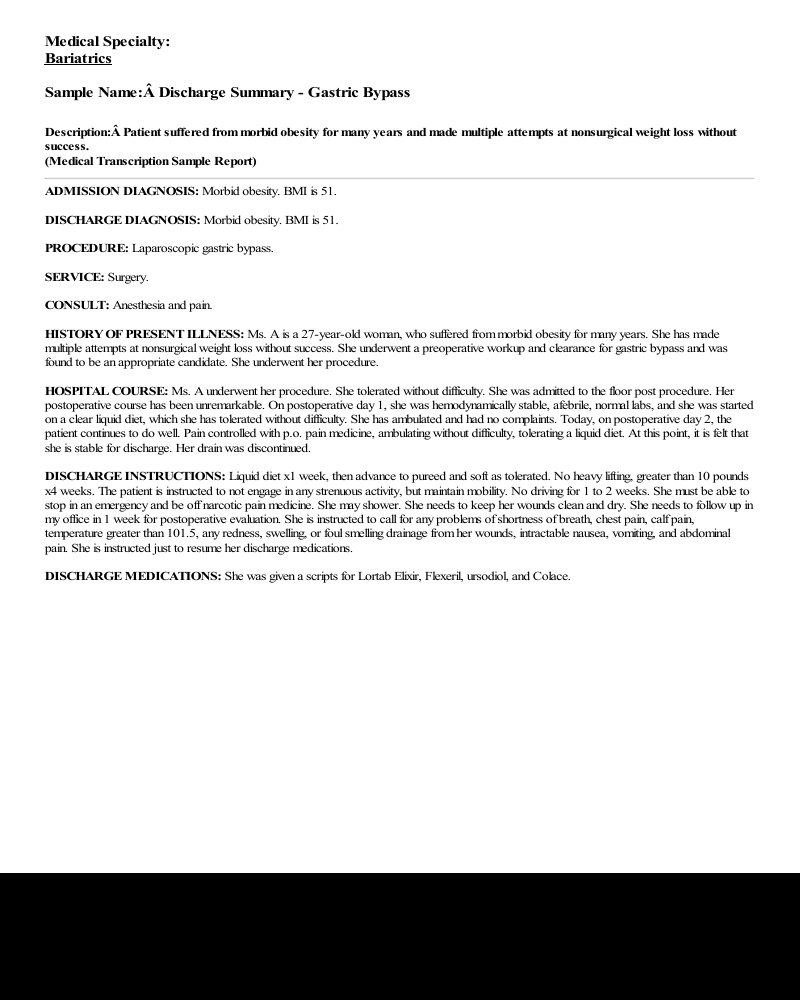 Medical Specialty:
Bariatrics
Sample Name:Â Discharge Summary - Gastric Bypass
Description:Â Patient suffered from morbid obesity for many years and made multiple attempts at nonsurgical weight loss without
success.
(Medical Transcription Sample Report)
ADMISSION DIAGNOSIS: Morbid obesity. BMI is 51.
DISCHARGE DIAGNOSIS: Morbid obesity. BMI is 51.
PROCEDURE: Laparoscopic gastric bypass.
SERVICE: Surgery.
CONSULT: Anesthesia and pain.
HISTORY OF PRESENT ILLNESS: Ms. A is a 27-year-old woman, who suffered from morbid obesity for many years. She has made
multiple attempts at nonsurgical weight loss without success. She underwent a preoperative workup and clearance for gastric bypass and was
found to be an appropriate candidate. She underwent her procedure.
HOSPITAL COURSE: Ms. A underwent her procedure. She tolerated without difficulty. She was admitted to the floor post procedure. Her
postoperative course has been unremarkable. On postoperative day 1, she was hemodynamically stable, afebrile, normal labs, and she was started
on a clear liquid diet, which she has tolerated without difficulty. She has ambulated and had no complaints. Today, on postoperative day 2, the
patient continues to do well. Pain controlled with p.o. pain medicine, ambulating without difficulty, tolerating a liquid diet. At this point, it is felt that
she is stable for discharge. Her drain was discontinued.
DISCHARGE INSTRUCTIONS: Liquid diet x1 week, then advance to pureed and soft as tolerated. No heavy lifting, greater than 10 pounds
x4 weeks. The patient is instructed to not engage in any strenuous activity, but maintain mobility. No driving for 1 to 2 weeks. She must be able to
stop in an emergency and be off narcotic pain medicine. She may shower. She needs to keep her wounds clean and dry. She needs to follow up in
my office in 1 week for postoperative evaluation. She is instructed to call for any problems of shortness of breath, chest pain, calf pain,
temperature greater than 101.5, any redness, swelling, or foul smelling drainage from her wounds, intractable nausea, vomiting, and abdominal
pain. She is instructed just to resume her discharge medications.
DISCHARGE MEDICATIONS: She was given a scripts for Lortab Elixir, Flexeril, ursodiol, and Colace.